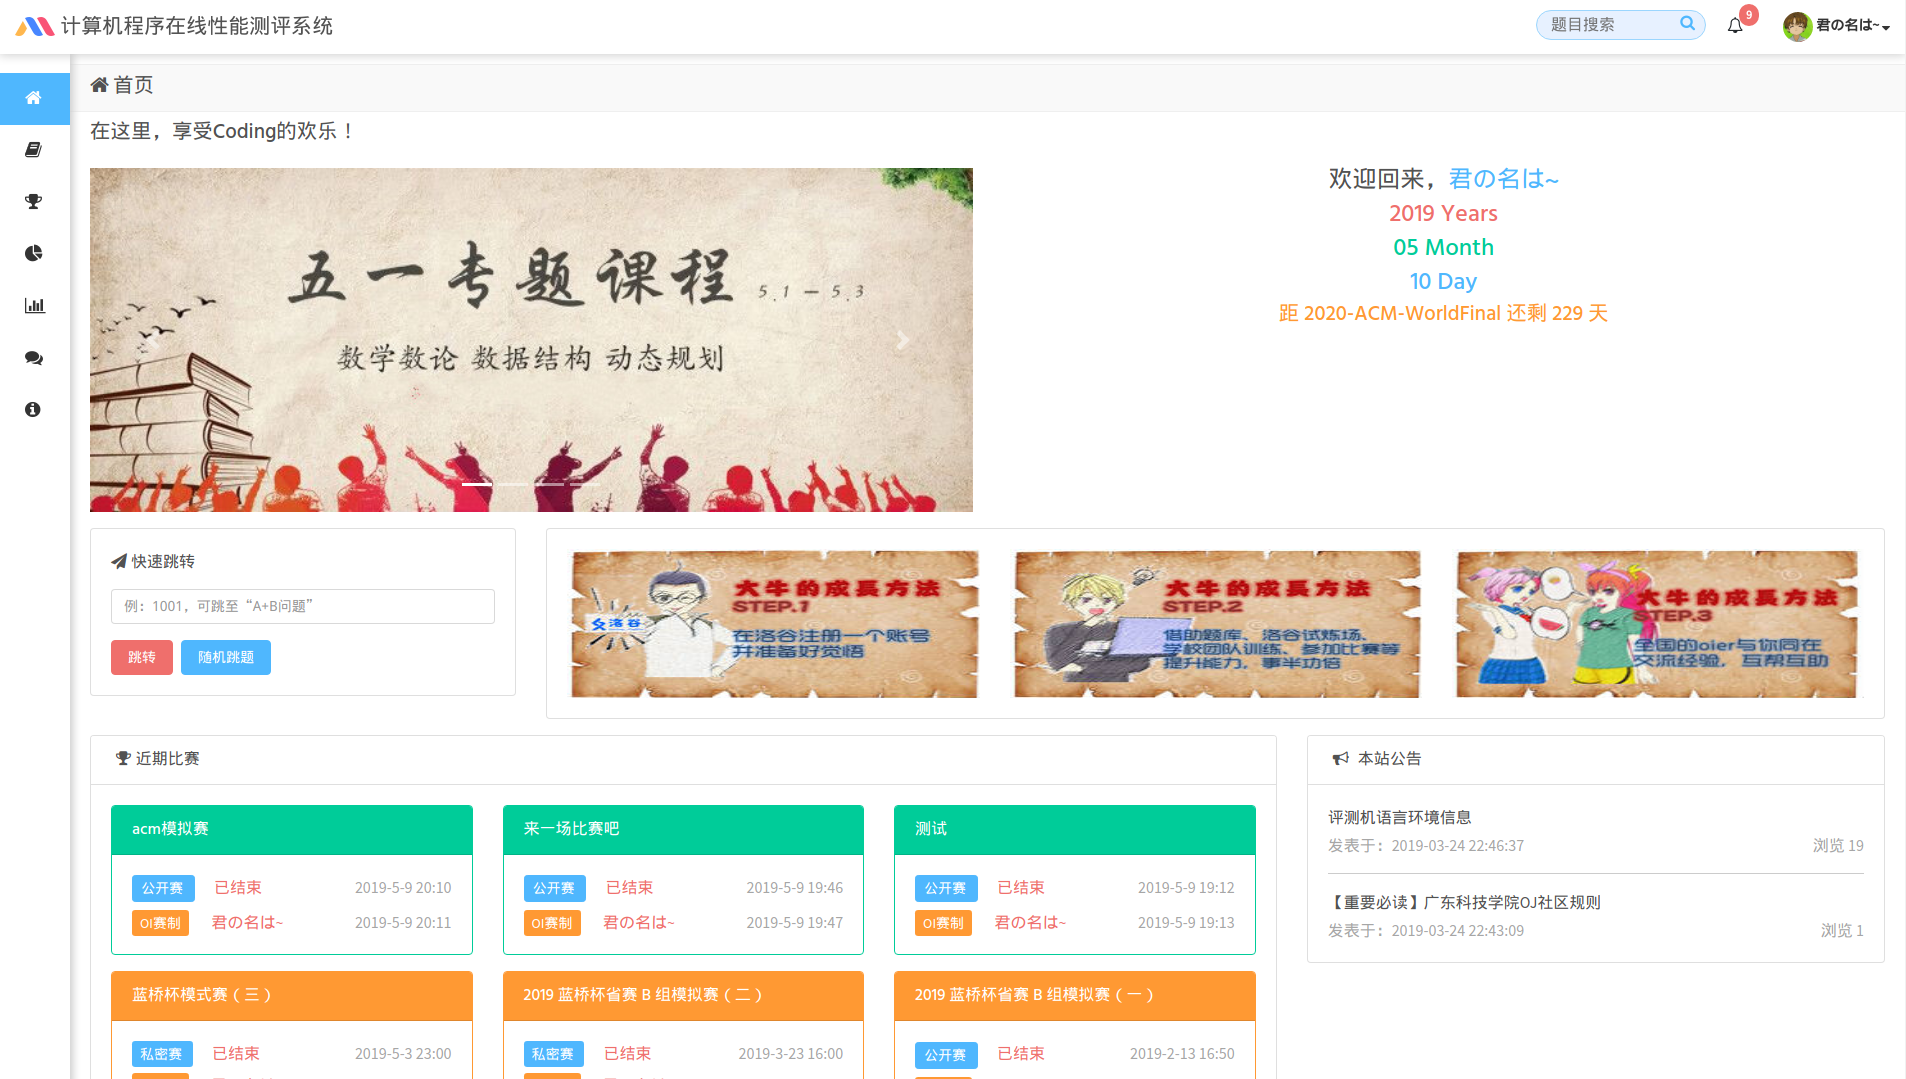 计算机程序在线性能测评系统
题目搜索
9
君の名は~
首页
在这里，享受Coding的欢乐！
五一专题课程
5.1 — 5.3
数学数论 数据结构 动态规划
欢迎回来，君の名は~
2019 Years
05 Month
10 Day
距 2020-ACM-WorldFinal 还剩 229 天
快速跳转
例：1001，可跳至“A+B问题”
跳转
随机跳题
洛谷
大牛的成長方法
STEP.1
在洛谷注册一个账号
并准备好觉悟
大牛的成長方法
STEP.2
借助题库、洛谷试炼场、
学校团队训练、参加比赛等
提升能力，事半功倍
大牛的成長方法
STEP.3
全国的oier与你同在
交流经验，互帮互助
近期比赛
acm模拟赛
公开赛 已结束 2019-5-9 20:10
OI赛制 君の名は~ 2019-5-9 20:11
来一场比赛吧
公开赛 已结束 2019-5-9 19:46
OI赛制 君の名は~ 2019-5-9 19:47
测试
公开赛 已结束 2019-5-9 19:12
OI赛制 君の名は~ 2019-5-9 19:13
蓝桥杯模式赛（三）
私密赛 已结束 2019-5-3 23:00
2019 蓝桥杯省赛 B 组模拟赛（二）
私密赛 已结束 2019-3-23 16:00
2019 蓝桥杯省赛 B 组模拟赛（一）
公开赛 已结束 2019-2-13 16:50
本站公告
评测机语言环境信息
发表于：2019-03-24 22:46:37 浏览 19
【重要必读】广东科技学院OJ社区规则
发表于：2019-03-24 22:43:09 浏览 1